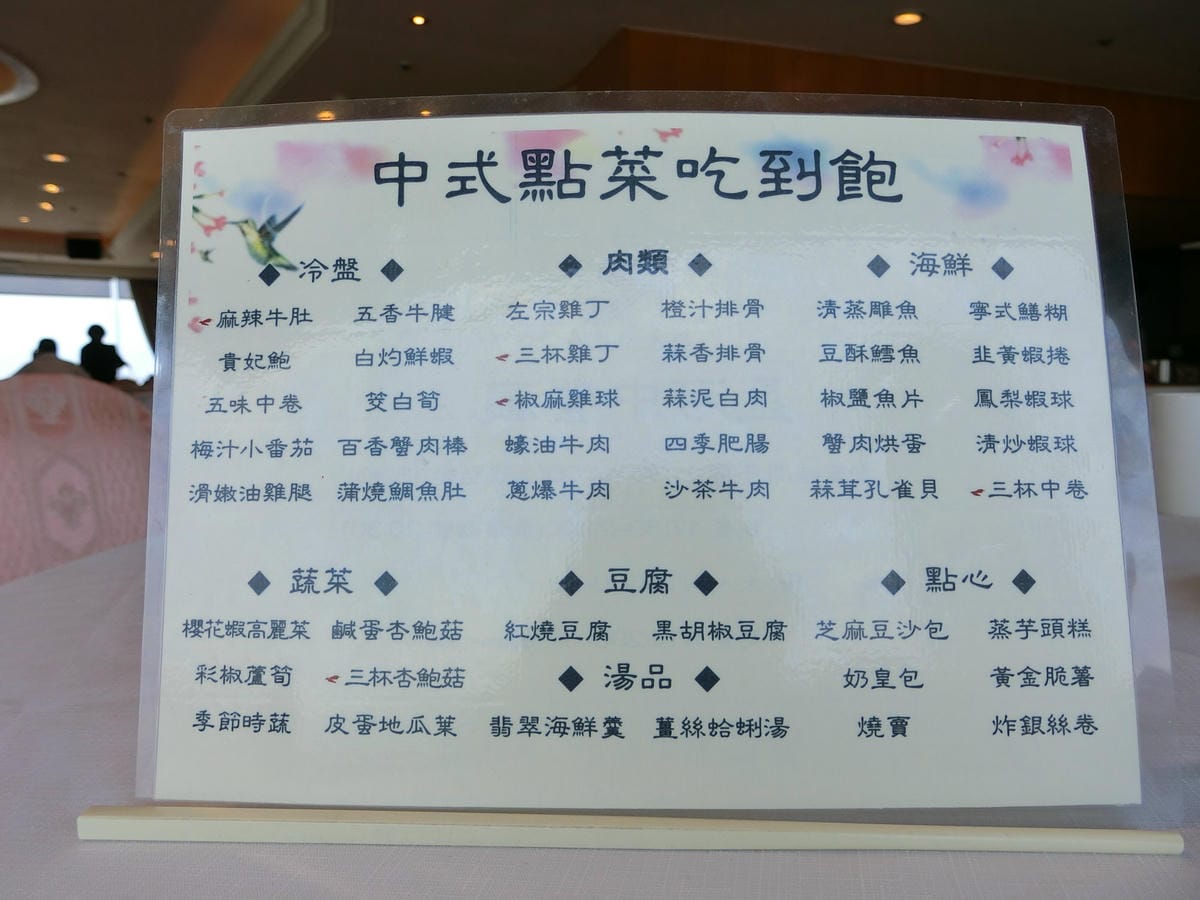 中式點菜吃到飽
◆ 冷盤 ◆
麻辣牛肚 五香牛腱
貴妃鮑 白灼鮮蝦
五味中卷 筊白筍
梅汁小番茄 百香蟹肉棒
滑嫩油雞腿 蒲燒鯛魚肚
◆ 肉類 ◆
左宗雞丁 橙汁排骨
三杯雞丁 蒜香排骨
椒麻雞球 蒜泥白肉
蠔油牛肉 四季肥腸
蔥爆牛肉 沙茶牛肉
◆ 海鮮 ◆
清蒸鵰魚 寧式鱔糊
豆酥鱈魚 韭黃蝦捲
椒鹽魚片 鳳梨蝦球
蟹肉烘蛋 清炒蝦球
蒜茸孔雀貝 三杯中卷
◆ 蔬菜 ◆
櫻花蝦高麗菜 鹹蛋杏鮑菇
彩椒蘆筍 三杯杏鮑菇
季節時蔬 皮蛋地瓜葉
◆ 豆腐 ◆
紅燒豆腐 黑胡椒豆腐
◆ 湯品 ◆
翡翠海鮮羹 薑絲蛤蜊湯
◆ 點心 ◆
芝麻豆沙包 蒸芋頭糕
奶皇包 黃金脆薯
燒賣 炸銀絲卷